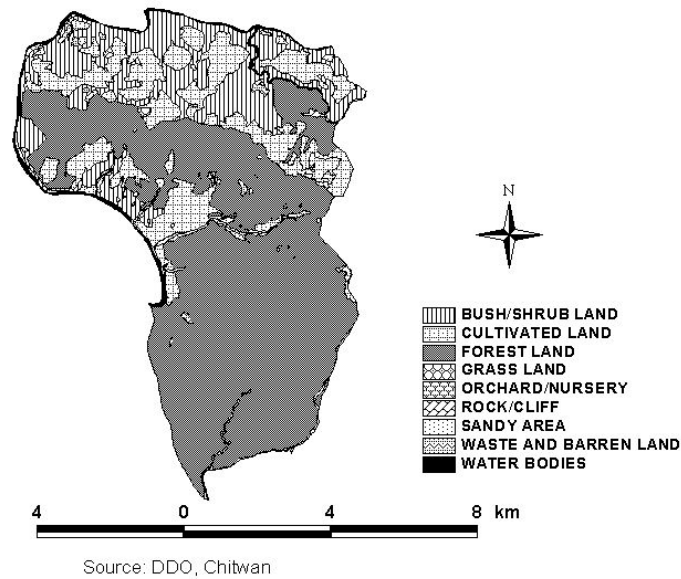 N
BUSH/SHRUB LAND
CULTIVATED LAND
FOREST LAND
GRASS LAND
ORCHARD/NURSERY
ROCK/CLIFF
SANDY AREA
WASTE AND BARREN LAND
WATER BODIES
4 0 4 8 km
Source: DDO, Chitwan